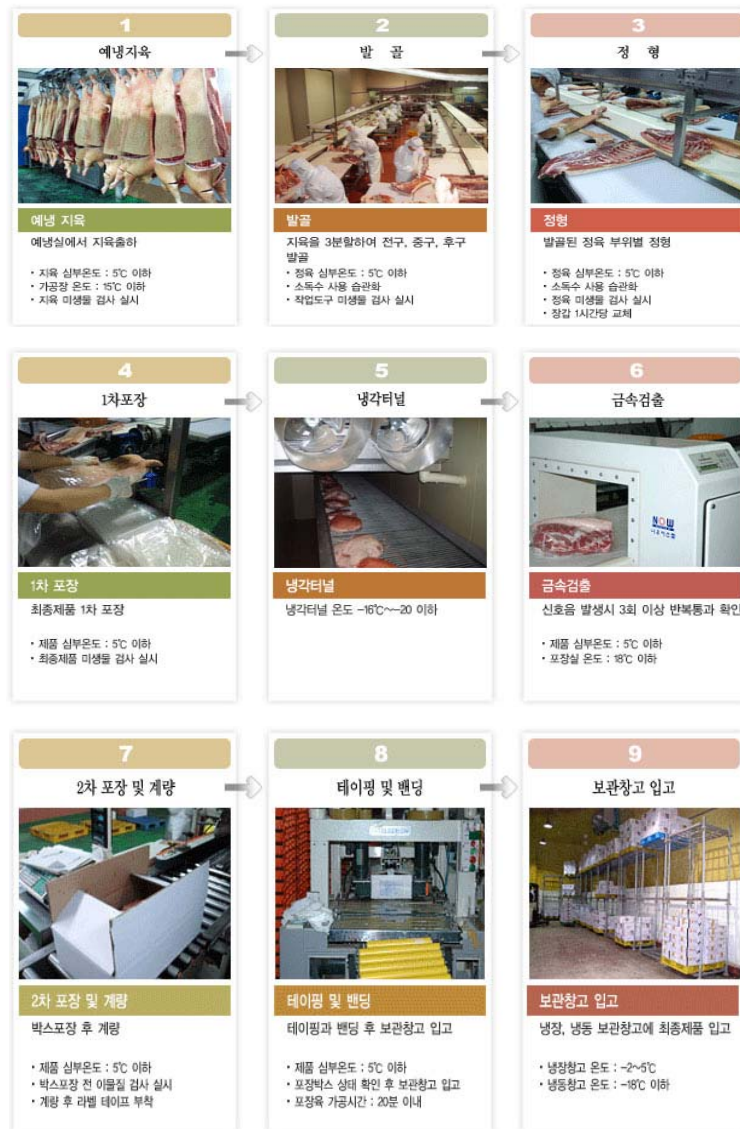 1
예냉지육
예냉 지육
예냉실에서 지육출하
• 지육 심부온도 : 5℃ 이하
• 가공장 온도 : 15℃ 이하
• 지육 미생물 검사 실시
2
발 골
발골
지육을 3분할하여 전구, 중구, 후구
발골
• 정육 심부온도 : 5℃ 이하
• 소독수 사용 습관화
• 작업도구 미생물 검사 실시
3
정 형
정형
발골된 정육 부위별 정형
• 정육 심부온도 : 5℃ 이하
• 소독수 사용 습관화
• 정육 미생물 검사 실시
• 장갑 1시간당 교체
4
1차포장
1차 포장
최종제품 1차 포장
• 제품 심부온도 : 5℃ 이하
• 최종제품 미생물 검사 실시
5
냉각터널
냉각터널
냉각터널 온도 -16℃~-20 이하
6
금속검출
NOW
금속검출
신호음 발생시 3회 이상 반복통과 확인
• 제품 심부온도 : 5℃ 이하
• 포장실 온도 : 18℃ 이하
7
2차 포장 및 계량
2차 포장 및 계량
박스포장 후 계량
• 제품 심부온도 : 5℃ 이하
• 박스포장 전 이물질 검사 실시
• 계량 후 라벨 테이프 부착
8
테이핑 및 밴딩
테이핑 및 밴딩
테이핑과 밴딩 후 보관창고 입고
• 제품 심부온도 : 5℃ 이하
• 포장박스 상태 확인 후 보관창고 입고
• 포장육 가공시간 : 20분 이내
9
보관창고 입고
보관창고 입고
냉장, 냉동 보관창고에 최종제품 입고
• 냉장창고 온도 : -2~5℃
• 냉동창고 온도 : -18℃ 이하